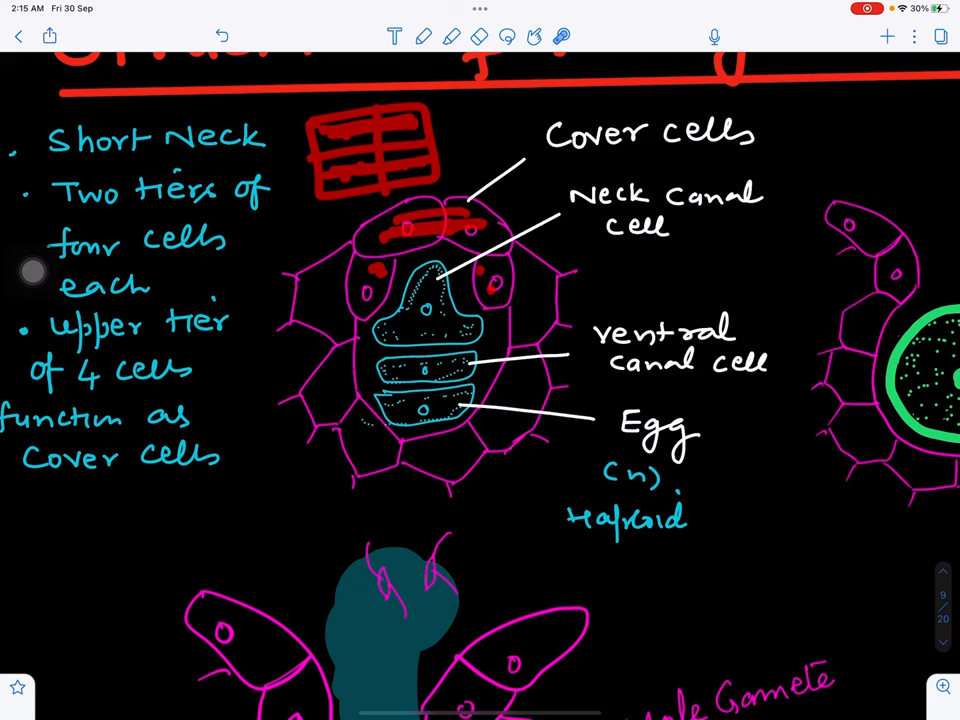 2:15 AM Fri 30 Sep
30%
. Short Neck
. Two tiers of
four cells
each
. upper tier
of 4 cells
function as
Cover cells
Cover cells
Neck Canal
cell
ventral
canal cell
Egg
(n).
Haploid
Gamete
9
/
20